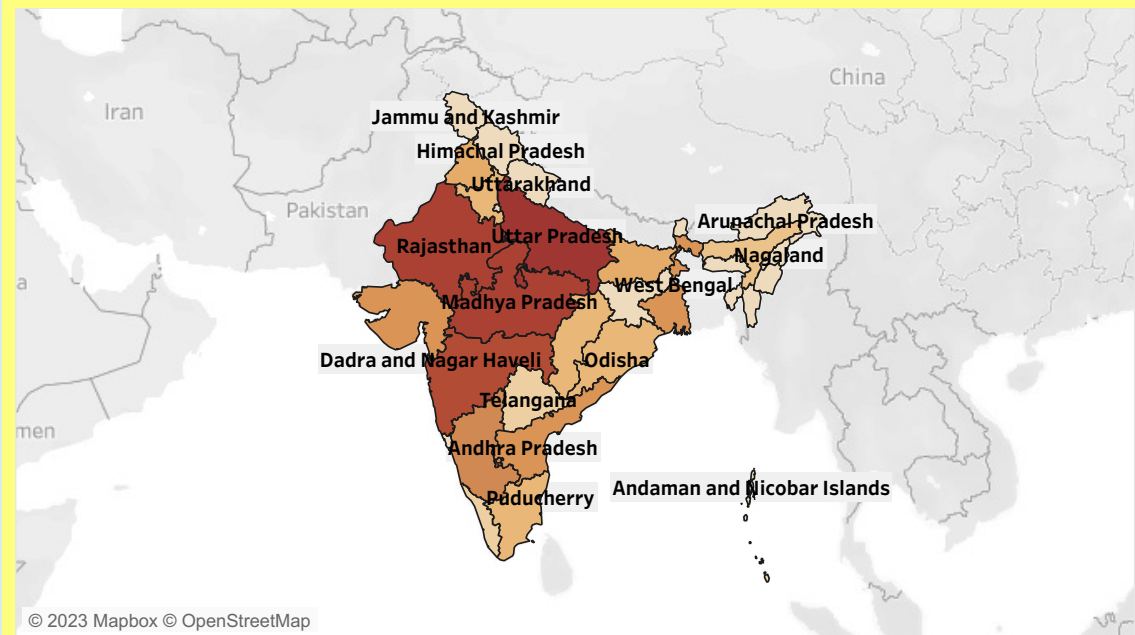 China
Iran
Jammu and Kashmir
Himachal Pradesh
Uttarakhand
Pakistan
Arunachal Pradesh
Rajasthan
Uttar Pradesh
Nagaland
West Bengal
Madhya Pradesh
Dadra and Nagar Haveli
Odisha
Telangana
men
Andhra Pradesh
Andaman and Nicobar Islands
Puducherry
© 2023 Mapbox © OpenStreetMap